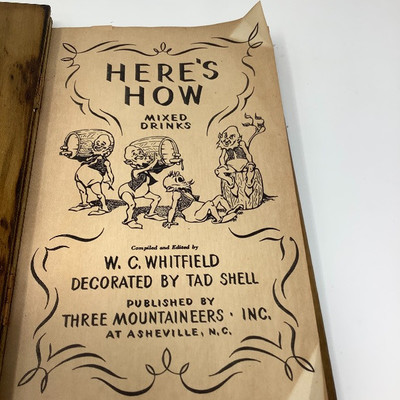 HERE'S
HOW
MIXED
DRINKS
Compiled and Edited by
W. C. WHITFIELD
DECORATED BY TAD SHELL
PUBLISHED BY
THREE MOUNTAINEERS · INC.
AT ASHEVILLE, N.C.